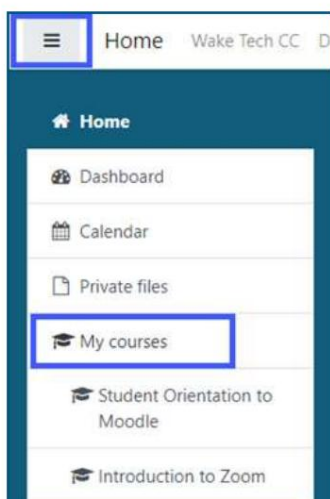 Home Wake Tech CC D
Home
Dashboard
Calendar
Private files
My courses
Student Orientation to
Moodle
Introduction to Zoom